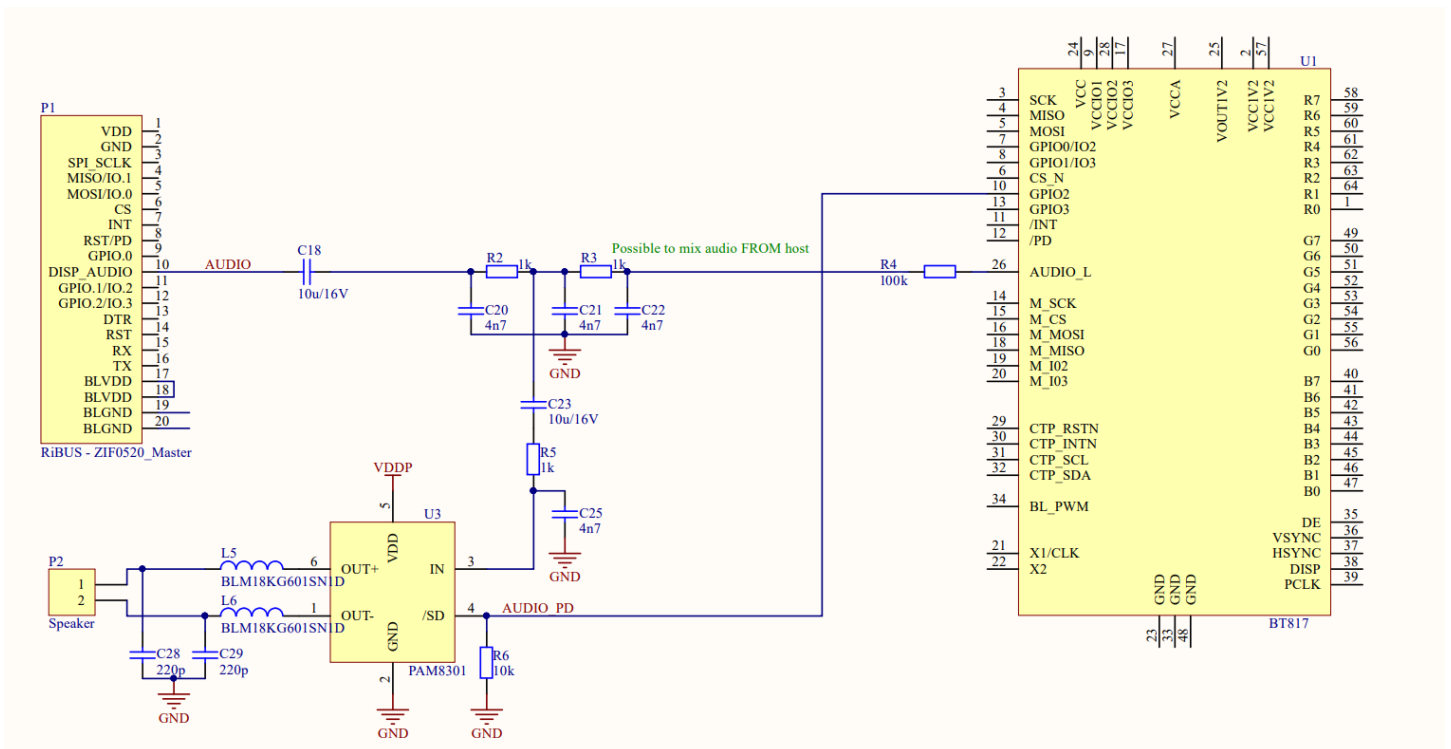 P1
VDD 1
GND 2
SPI_SCLK 3
MISO/IO.1 4
MOSI/IO.0 5
CS 6
INT 7
RST/PD 8
GPIO.0 9
DISP_AUDIO 10
GPIO.1/IO.2 11
GPIO.2/IO.3 12
DTR 13
RST 14
RX 15
TX 16
BLVDD 17
BLVDD 18
BLGND 19
BLGND 20
RiBUS - ZIF0520_Master
AUDIO
C18
10u/16V
R2
1k
R3
1k
Possible to mix audio FROM host
R4
100k
C20
4n7
C21
4n7
C22
4n7
GND
C23
10u/16V
R5
1k
C25
4n7
GND
VDDP
U3
5
VDD
6 OUT+
1 OUT-
IN 3
/SD 4
GND
2
PAM8301
GND
AUDIO_PD
R6
10k
GND
P2
1
2
Speaker
L5
BLM18KG601SN1D
L6
BLM18KG601SN1D
C28
220p
C29
220p
GND
U1
24 VCC
9 VCCIO1
28 VCCIO2
17 VCCIO3
27 VCCA
25 VOUT1V2
2 VCC1V2
57 VCC1V2
3 SCK
4 MISO
5 MOSI
7 GPIO0/IO2
8 GPIO1/IO3
6 CS_N
10 GPIO2
13 GPIO3
11 /INT
12 /PD
26 AUDIO_L
14 M_SCK
15 M_CS
16 M_MOSI
18 M_MISO
19 M_I02
20 M_I03
29 CTP_RSTN
30 CTP_INTN
31 CTP_SCL
32 CTP_SDA
34 BL_PWM
21 X1/CLK
22 X2
R7 58
R6 59
R5 60
R4 61
R3 62
R2 63
R1 64
R0 1
G7 49
G6 50
G5 51
G4 52
G3 53
G2 54
G1 55
G0 56
B7 40
B6 41
B5 42
B4 43
B3 44
B2 45
B1 46
B0 47
DE 35
VSYNC 36
HSYNC 37
DISP 38
PCLK 39
GND 23
GND 33
GND 48
BT817